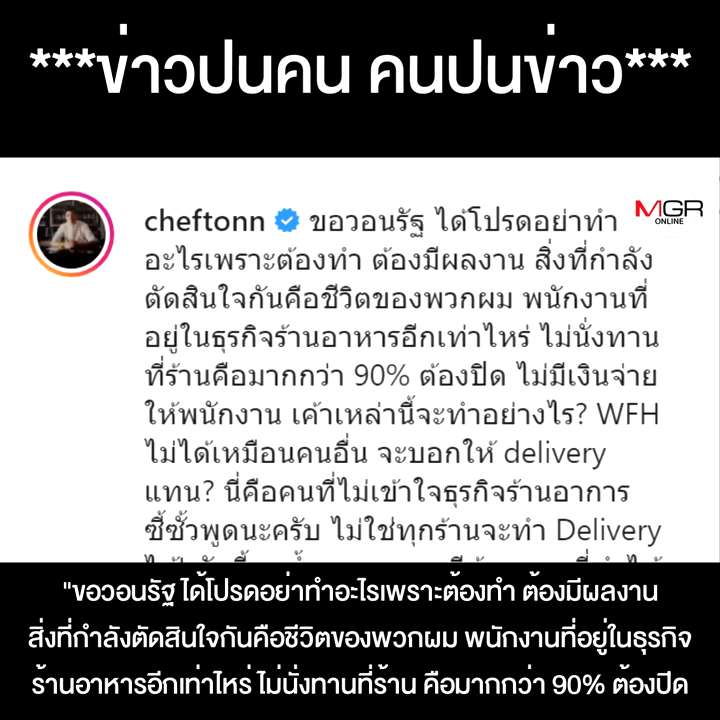 ***ข่าวปนคน คนปนข่าว***
MGR
ONLINE
cheftonn ขอวอนรัฐ ได้โปรดอย่าทำ
อะไรเพราะต้องทำ ต้องมีผลงาน สิ่งที่กำลัง
ตัดสินใจกันคือชีวิตของพวกผม พนักงานที่
อยู่ในธุรกิจร้านอาหารอีกเท่าไหร่ ไม่นั่งทาน
ที่ร้านคือมากกว่า 90% ต้องปิด ไม่มีเงินจ่าย
ให้พนักงาน เค้าเหล่านี้จะทำอย่างไร? WFH
ไม่ได้เหมือนคนอื่น จะบอกให้ delivery
แทน? นี่คือคนที่ไม่เข้าใจธุรกิจร้านอาการ
ซี้ซั้วพูดนะครับ ไม่ใช่ทุกร้านจะทำ Delivery
"ขอวอนรัฐ ได้โปรดอย่าทำอะไรเพราะต้องทำ ต้องมีผลงาน
สิ่งที่กำลังตัดสินใจกันคือชีวิตของพวกผม พนักงานที่อยู่ในธุรกิจ
ร้านอาหารอีกเท่าไหร่ ไม่นั่งทานที่ร้าน คือมากกว่า 90% ต้องปิด